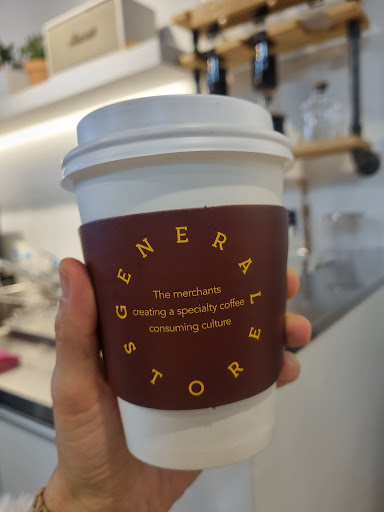 GENERAL
STORE
The merchants
creating a specialty coffee
consuming culture